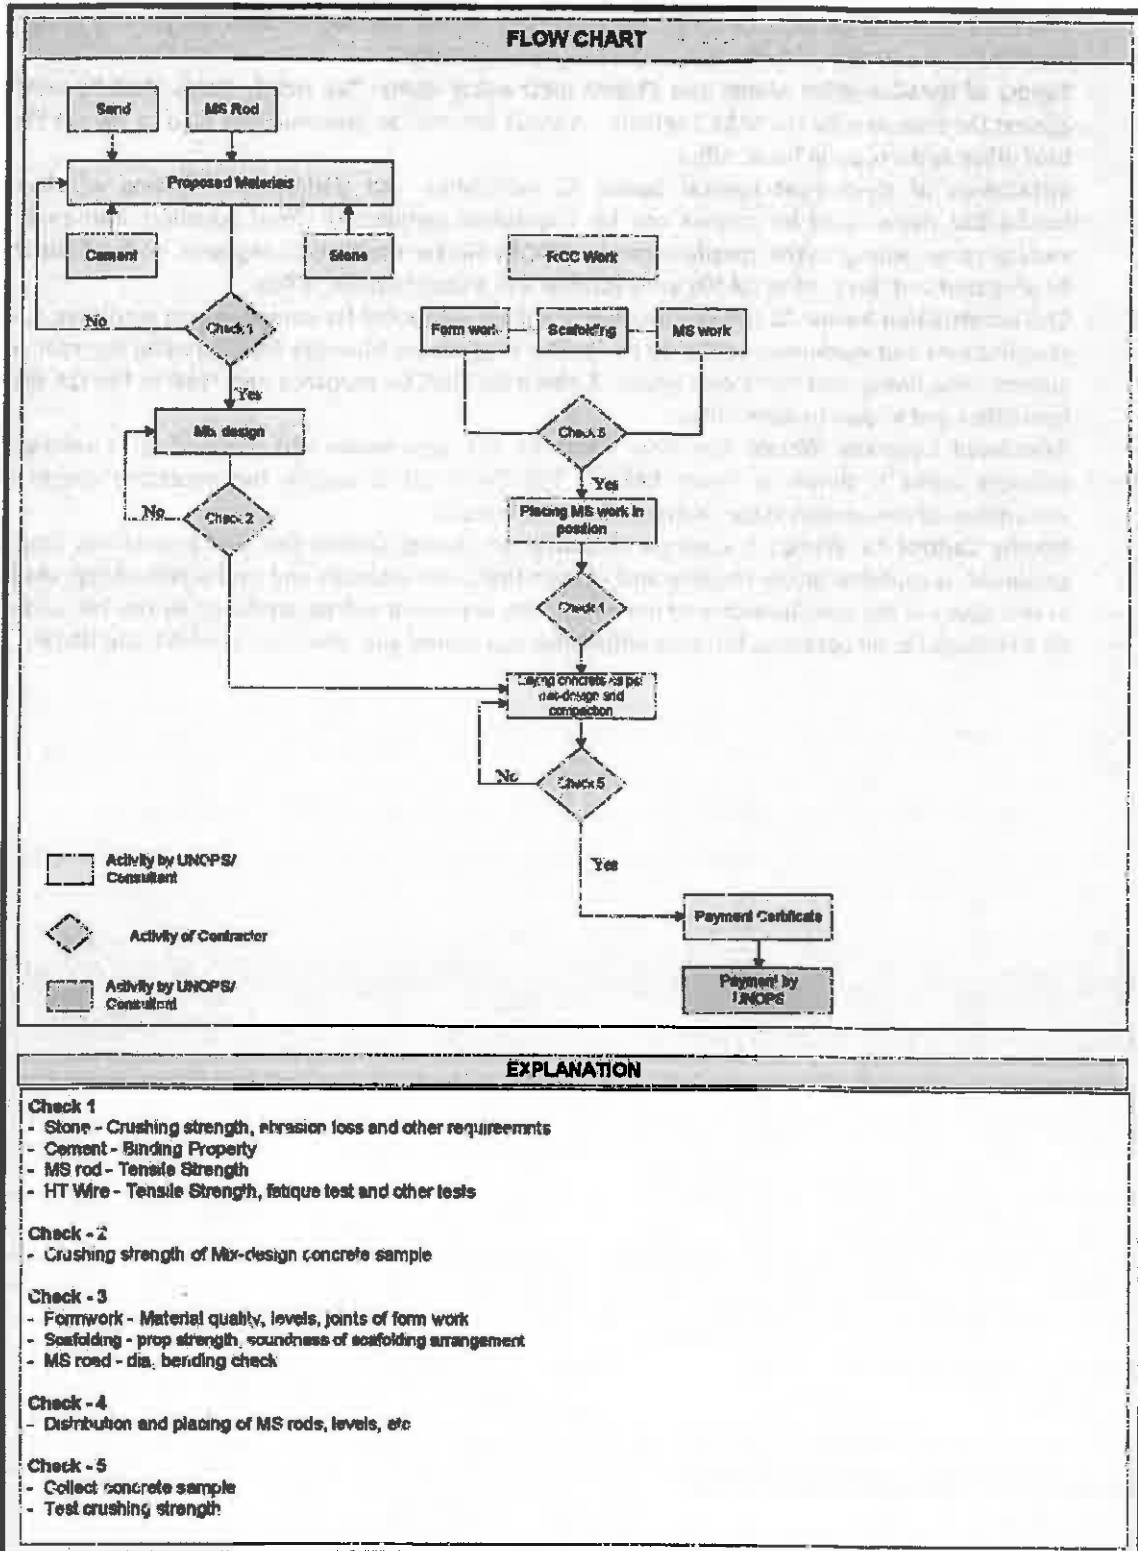 FLOW CHART
Sand
MS Rod
Proposed Materials
Cement
Stone
RCC Work
No
Check 1
Form work
Scafolding
MS work
Yes
Mix design
Check 3
Yes
No
Check 2
Placing MS work in
position
Check 4
Laying concrete as per
mix-design and
compaction
No
Check 5
Yes
Activity by UNOPS/
Consultant
Payment Certificate
Activity of Contractor
Activity by UNOPS/
Consultant
Payment by
UNOPS
EXPLANATION
Check 1
- Stone - Crushing strength, abrasion loss and other requireemnts
- Cement - Binding Property
- MS rod - Tensile Strength
- HT Wire - Tensile Strength, fatique test and other tests
Check - 2
- Crushing strength of Mix-design concrete sample
Check - 3
- Formwork - Material quality, levels, joints of form work
- Scafolding - prop strength, soundness of scafolding arrangement
- MS road - dia, bending check
Check - 4
- Distribution and placing of MS rods, levels, etc
Check - 5
- Collect concrete sample
- Test crushing strength